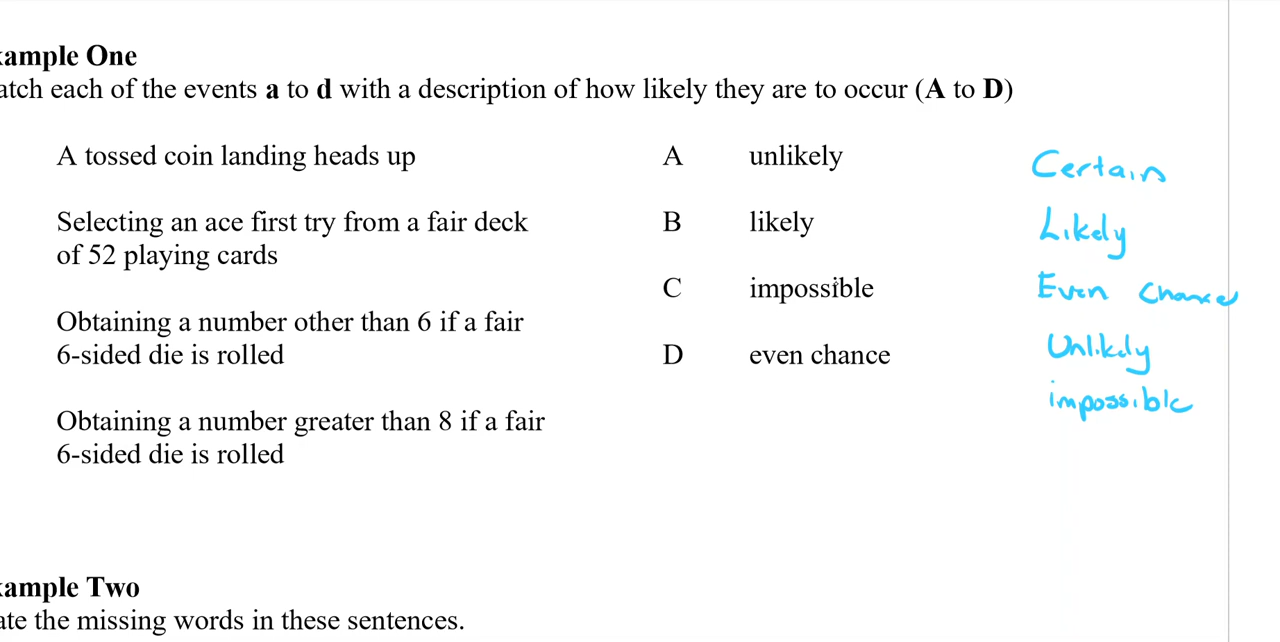 ample One
atch each of the events a to d with a description of how likely they are to occur (A to D)
A tossed coin landing heads up A unlikely Certain
Selecting an ace first try from a fair deck B likely Likely
of 52 playing cards
C impossible Even Chance
Obtaining a number other than 6 if a fair
6-sided die is rolled D even chance Unlikely
impossible
Obtaining a number greater than 8 if a fair
6-sided die is rolled
ample Two
ate the missing words in these sentences.